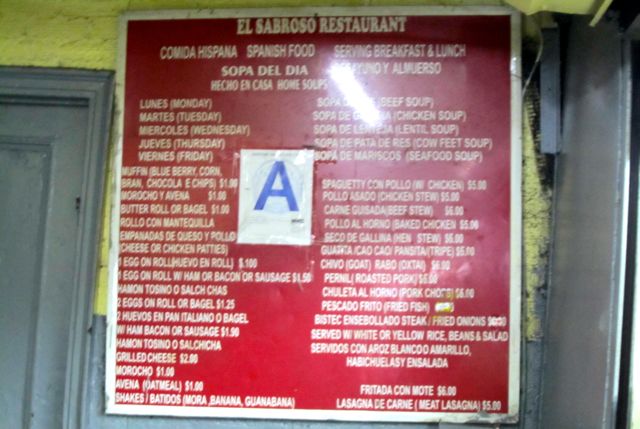 EL SABROSO RESTAURANT
COMIDA HISPANA SPANISH FOOD SERVING BREAKFAST & LUNCH
SOPA DEL DIA DESAYUNO Y ALMUERSO
HECHO EN CASA HOME SOUPS
LUNES (MONDAY)
MARTES (TUESDAY)
MIERCOLES (WEDNESDAY)
JUEVES (THURSDAY)
VIERNES (FRIDAY)
SOPA (BEEF SOUP)
SOPA DE (CHICKEN SOUP)
SOPA DE LENTEJA (LENTIL SOUP)
SOPA DE PATA DE RES (COW FEET SOUP)
SOPA DE MARISCOS (SEAFOOD SOUP)
MUFFIN (BLUE BERRY, CORN,
BRAN, CHOCOLA E CHIPS) $1.00
MOROCHO Y AVENA $1.00
BUTTER ROLL OR BAGEL $1.00
ROLLO CON MANTEQUILLA
EMPANADAS DE QUESO Y POLLO
(CHEESE OR CHICKEN PATTIES)
1 EGG ON ROLL(HUEVO EN ROLL) $.100
1 EGG ON ROLL W/ HAM OR BACON OR SAUSAGE $1.50
HAMON TOSINO O SALCH CHAS
2 EGGS ON ROLL OR BAGEL $1.25
2 HUEVOS EN PAN ITALIANO O BAGEL
W/ HAM BACON OR SAUSAGE $1.90
HAMON TOSINO O SALCHICHA
GRILLED CHEESE $2.00
MOROCHO $1.00
AVENA (OATMEAL) $1.00
SHAKES / BATIDOS (MORA ,BANANA, GUANABANA)
A
SPAGUETTY CON POLLO (W/ CHICKEN) $5.00
POLLO ASADO (CHICKEN STEW) $5.00
CARNE GUISADA(BEEF STEW) $5.00
POLLO AL HORNO (BAKED CHICKEN $5.00
SECO DE GALLINA (HEN STEW) $5.00
GUATITA /CAO CAO/ PANSITA/(TRIPE) $5.00
CHIVO (GOAT) RABO (OXTAI) $6.00
PERNIL( ROASTED PORK) $6.00
CHULETA AL HORNO (PORK CHOPS) $6.00
PESCADO FRITO (FRIED FISH)
BISTEC ENSEBOLLADO STEAK / FRIED ONIONS
SERVED W/ WHITE OR YELLOW RICE, BEANS & SALAD
SERVIDOS CON AROZ BLANCO O AMARILLO,
HABICHUELAS Y ENSALADA
FRITADA CON MOTE $6.00
LASAGNA DE CARNE ( MEAT LASAGNA) $5.00